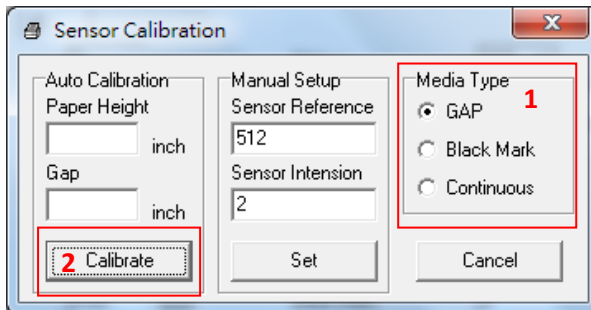 Sensor Calibration
Auto Calibration
Paper Height
inch
Gap
inch
2 Calibrate
Manual Setup
Sensor Reference
512
Sensor Intension
2
Set
Media Type
1
GAP
Black Mark
Continuous
Cancel